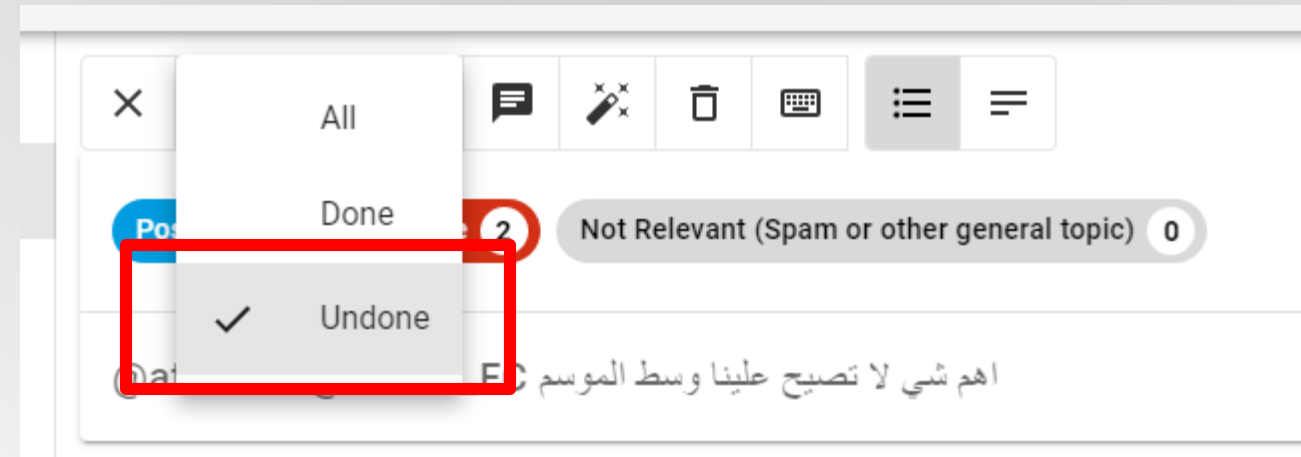 All
Done
Pos 2 Not Relevant (Spam or other general topic) 0
Undone
اهم شي لا تصيح علينا وسط الموسم